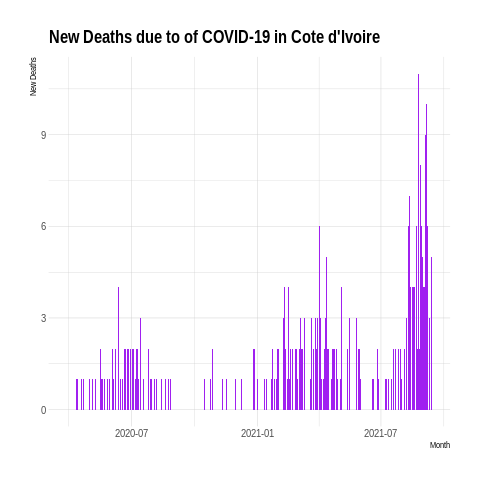 New Deaths due to of COVID-19 in Cote d'Ivoire
New Deaths
9
6
3
0
2020-07
2021-01
2021-07
Month